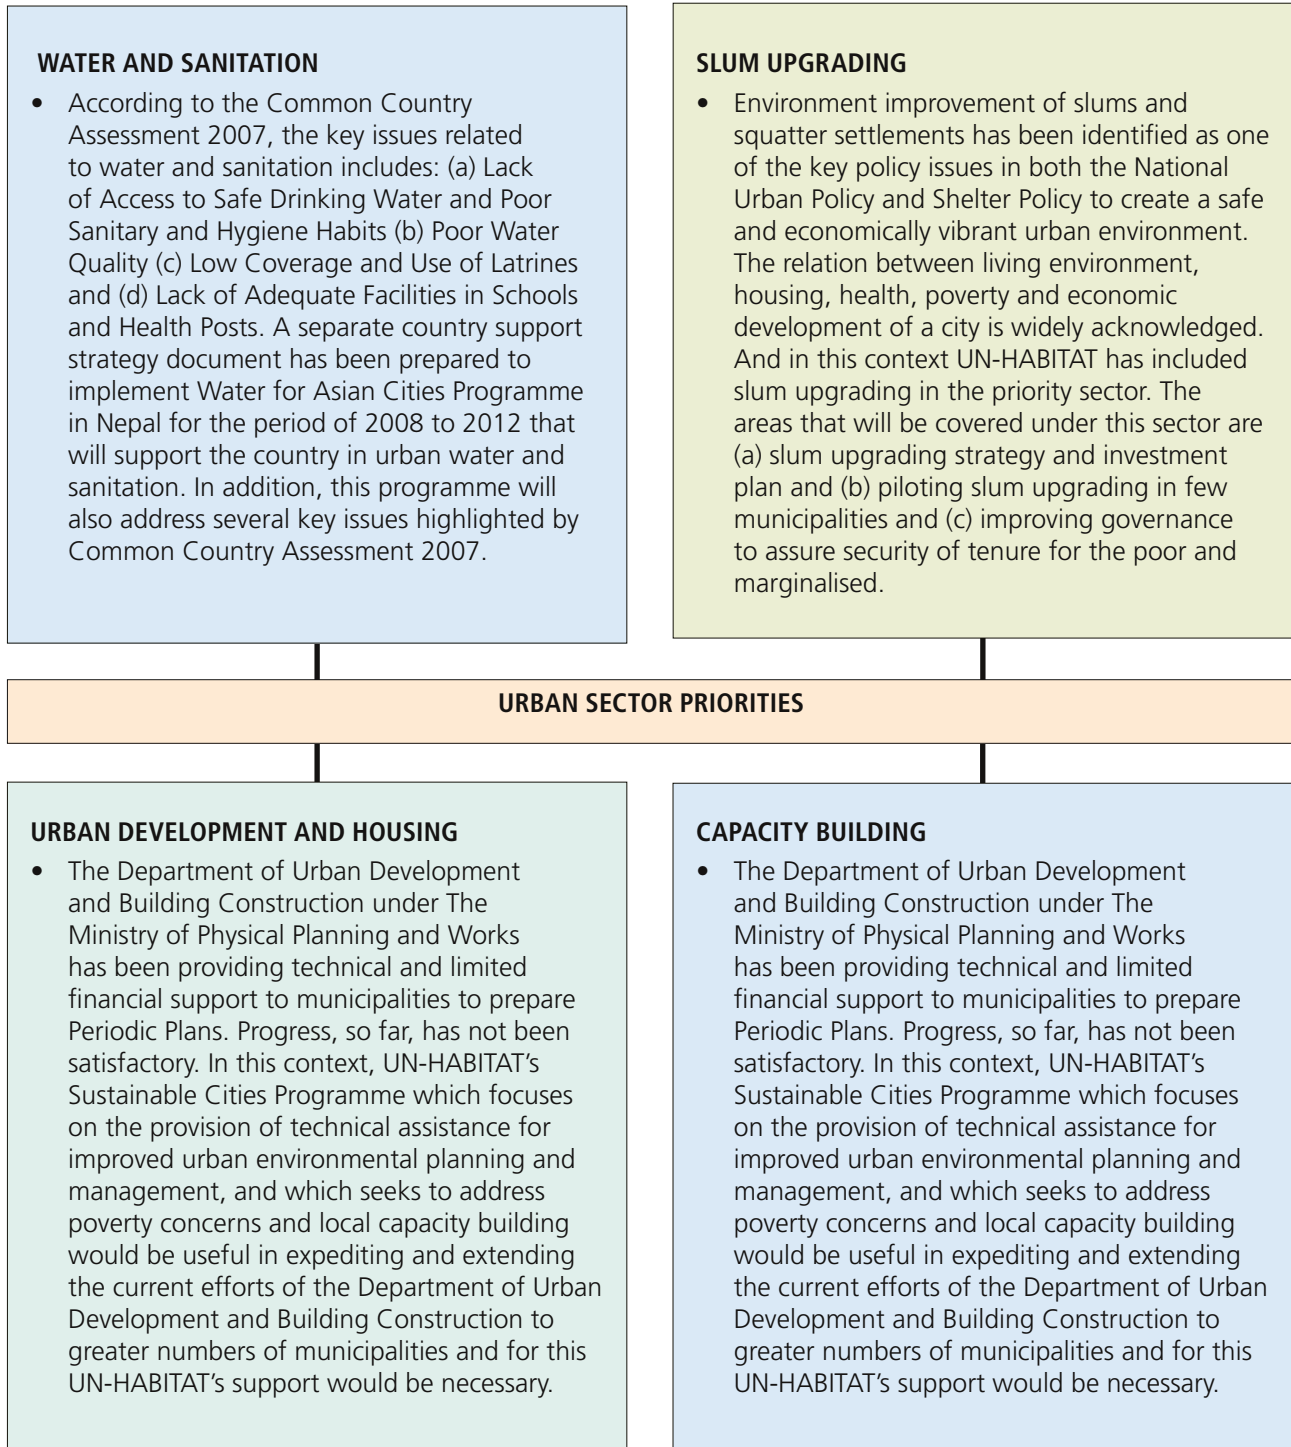 WATER AND SANITATION
• According to the Common Country
Assessment 2007, the key issues related
to water and sanitation includes: (a) Lack
of Access to Safe Drinking Water and Poor
Sanitary and Hygiene Habits (b) Poor Water
Quality (c) Low Coverage and Use of Latrines
and (d) Lack of Adequate Facilities in Schools
and Health Posts. A separate country support
strategy document has been prepared to
implement Water for Asian Cities Programme
in Nepal for the period of 2008 to 2012 that
will support the country in urban water and
sanitation. In addition, this programme will
also address several key issues highlighted by
Common Country Assessment 2007.
SLUM UPGRADING
• Environment improvement of slums and
squatter settlements has been identified as one
of the key policy issues in both the National
Urban Policy and Shelter Policy to create a safe
and economically vibrant urban environment.
The relation between living environment,
housing, health, poverty and economic
development of a city is widely acknowledged.
And in this context UN-HABITAT has included
slum upgrading in the priority sector. The
areas that will be covered under this sector are
(a) slum upgrading strategy and investment
plan and (b) piloting slum upgrading in few
municipalities and (c) improving governance
to assure security of tenure for the poor and
marginalised.
URBAN SECTOR PRIORITIES
URBAN DEVELOPMENT AND HOUSING
• The Department of Urban Development
and Building Construction under The
Ministry of Physical Planning and Works
has been providing technical and limited
financial support to municipalities to prepare
Periodic Plans. Progress, so far, has not been
satisfactory. In this context, UN-HABITAT’s
Sustainable Cities Programme which focuses
on the provision of technical assistance for
improved urban environmental planning and
management, and which seeks to address
poverty concerns and local capacity building
would be useful in expediting and extending
the current efforts of the Department of Urban
Development and Building Construction to
greater numbers of municipalities and for this
UN-HABITAT’s support would be necessary.
CAPACITY BUILDING
• The Department of Urban Development
and Building Construction under The
Ministry of Physical Planning and Works
has been providing technical and limited
financial support to municipalities to prepare
Periodic Plans. Progress, so far, has not been
satisfactory. In this context, UN-HABITAT’s
Sustainable Cities Programme which focuses
on the provision of technical assistance for
improved urban environmental planning and
management, and which seeks to address
poverty concerns and local capacity building
would be useful in expediting and extending
the current efforts of the Department of Urban
Development and Building Construction to
greater numbers of municipalities and for this
UN-HABITAT’s support would be necessary.